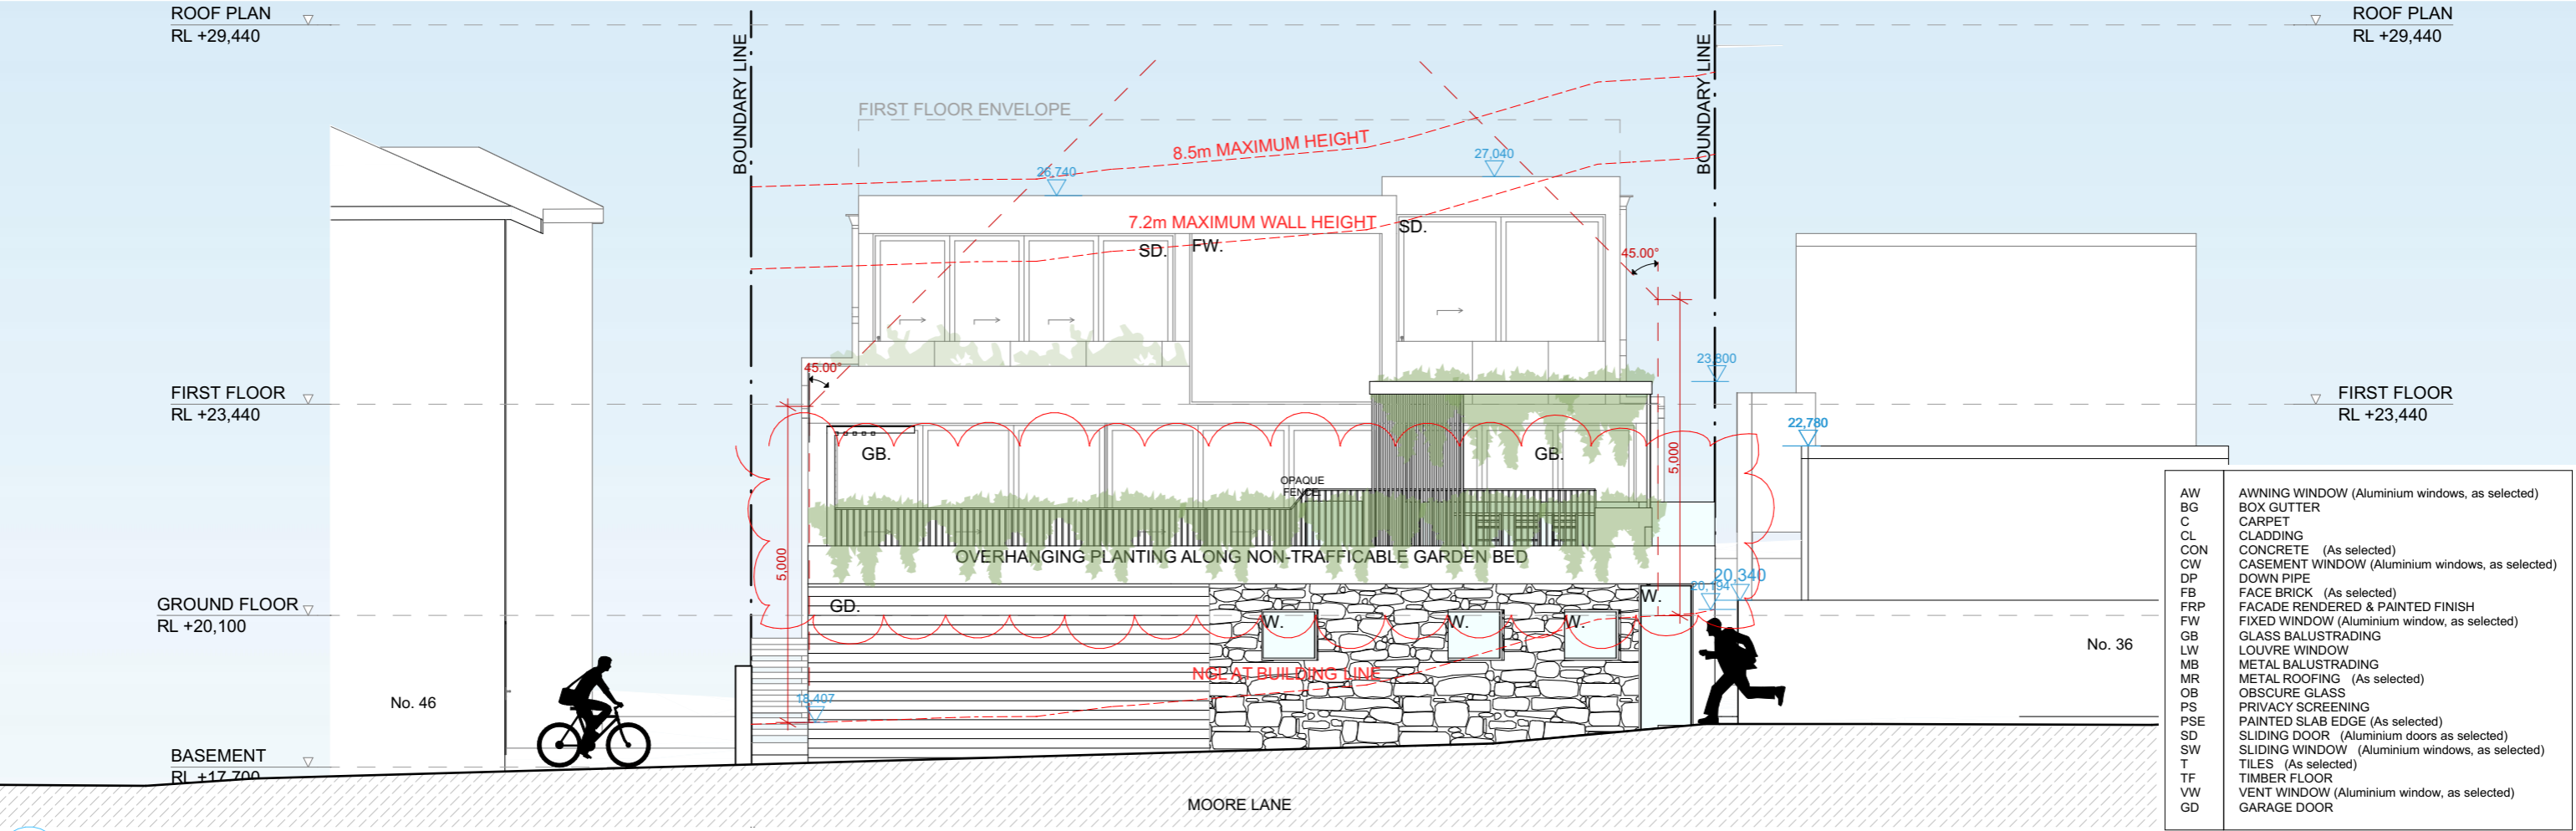 ROOF PLAN
RL +29,440
ROOF PLAN
RL +29,440
BOUNDARY LINE
BOUNDARY LINE
FIRST FLOOR ENVELOPE
8.5m MAXIMUM HEIGHT
26,740
27,040
7.2m MAXIMUM WALL HEIGHT
SD.
FW.
SD.
45.00°
45.00°
23,800
FIRST FLOOR
RL +23,440
FIRST FLOOR
RL +23,440
22,780
GB.
GB.
5,000
OPAQUE
FENCE
5,000
OVERHANGING PLANTING ALONG NON-TRAFFICABLE GARDEN BED
20,340
20,194
GROUND FLOOR
RL +20,100
GD.
W.
W.
W.
W.
No. 36
NGL AT BUILDING LINE
18,407
No. 46
BASEMENT
RL +17,700
MOORE LANE
AW AWNING WINDOW (Aluminium windows, as selected)
BG BOX GUTTER
C CARPET
CL CLADDING
CON CONCRETE (As selected)
CW CASEMENT WINDOW (Aluminium windows, as selected)
DP DOWN PIPE
FB FACE BRICK (As selected)
FRP FACADE RENDERED & PAINTED FINISH
FW FIXED WINDOW (Aluminium window, as selected)
GB GLASS BALUSTRADING
LW LOUVRE WINDOW
MB METAL BALUSTRADING
MR METAL ROOFING (As selected)
OB OBSCURE GLASS
PS PRIVACY SCREENING
PSE PAINTED SLAB EDGE (As selected)
SD SLIDING DOOR (Aluminium doors as selected)
SW SLIDING WINDOW (Aluminium windows, as selected)
T TILES (As selected)
TF TIMBER FLOOR
VW VENT WINDOW (Aluminium window, as selected)
GD GARAGE DOOR